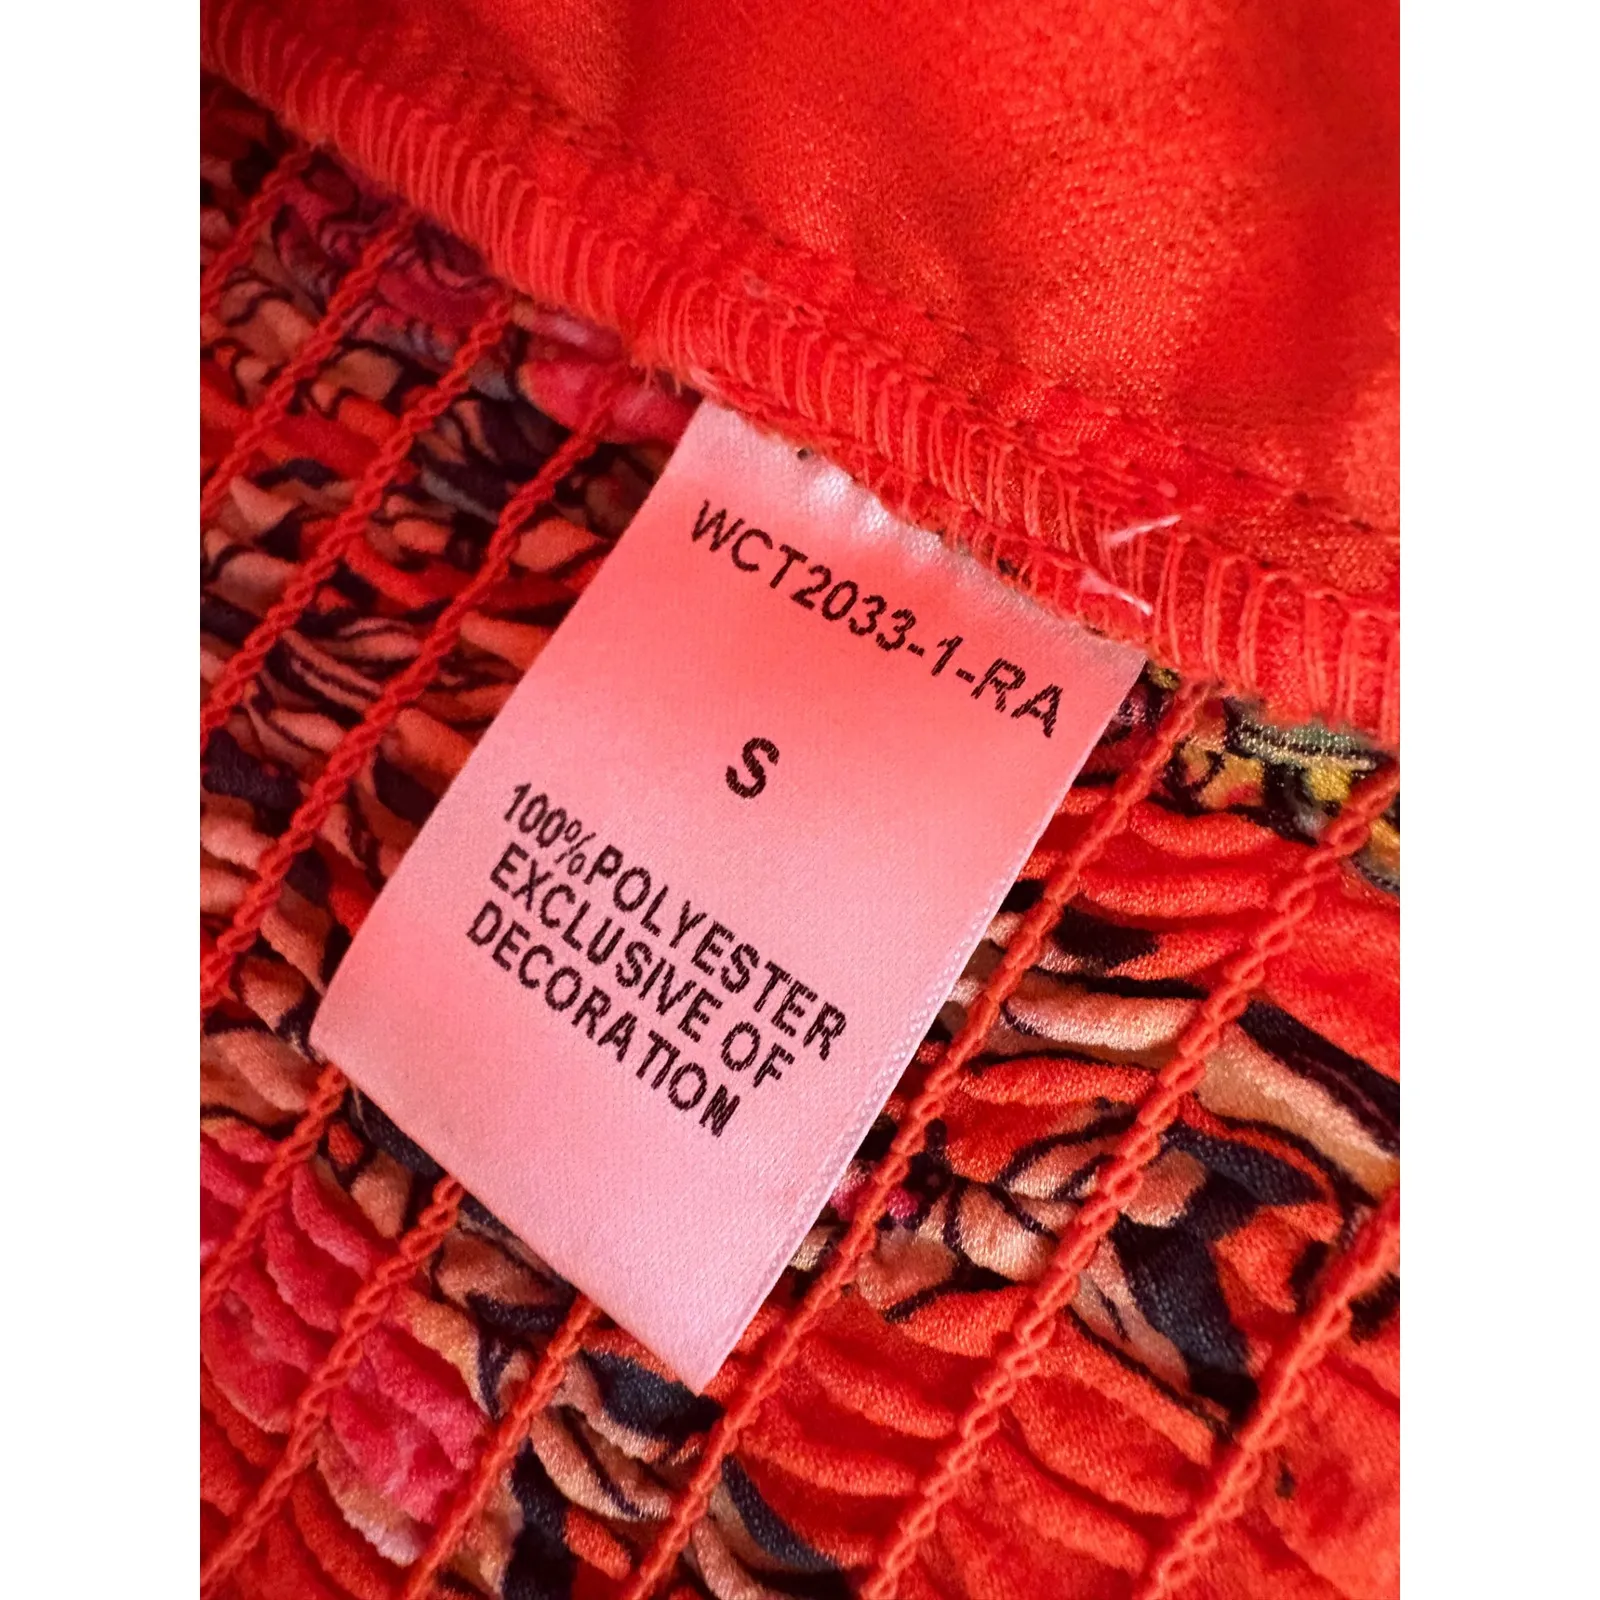 WCT2033-1-RA
S
100%POLYESTER
EXCLUSIVE OF
DECORATION